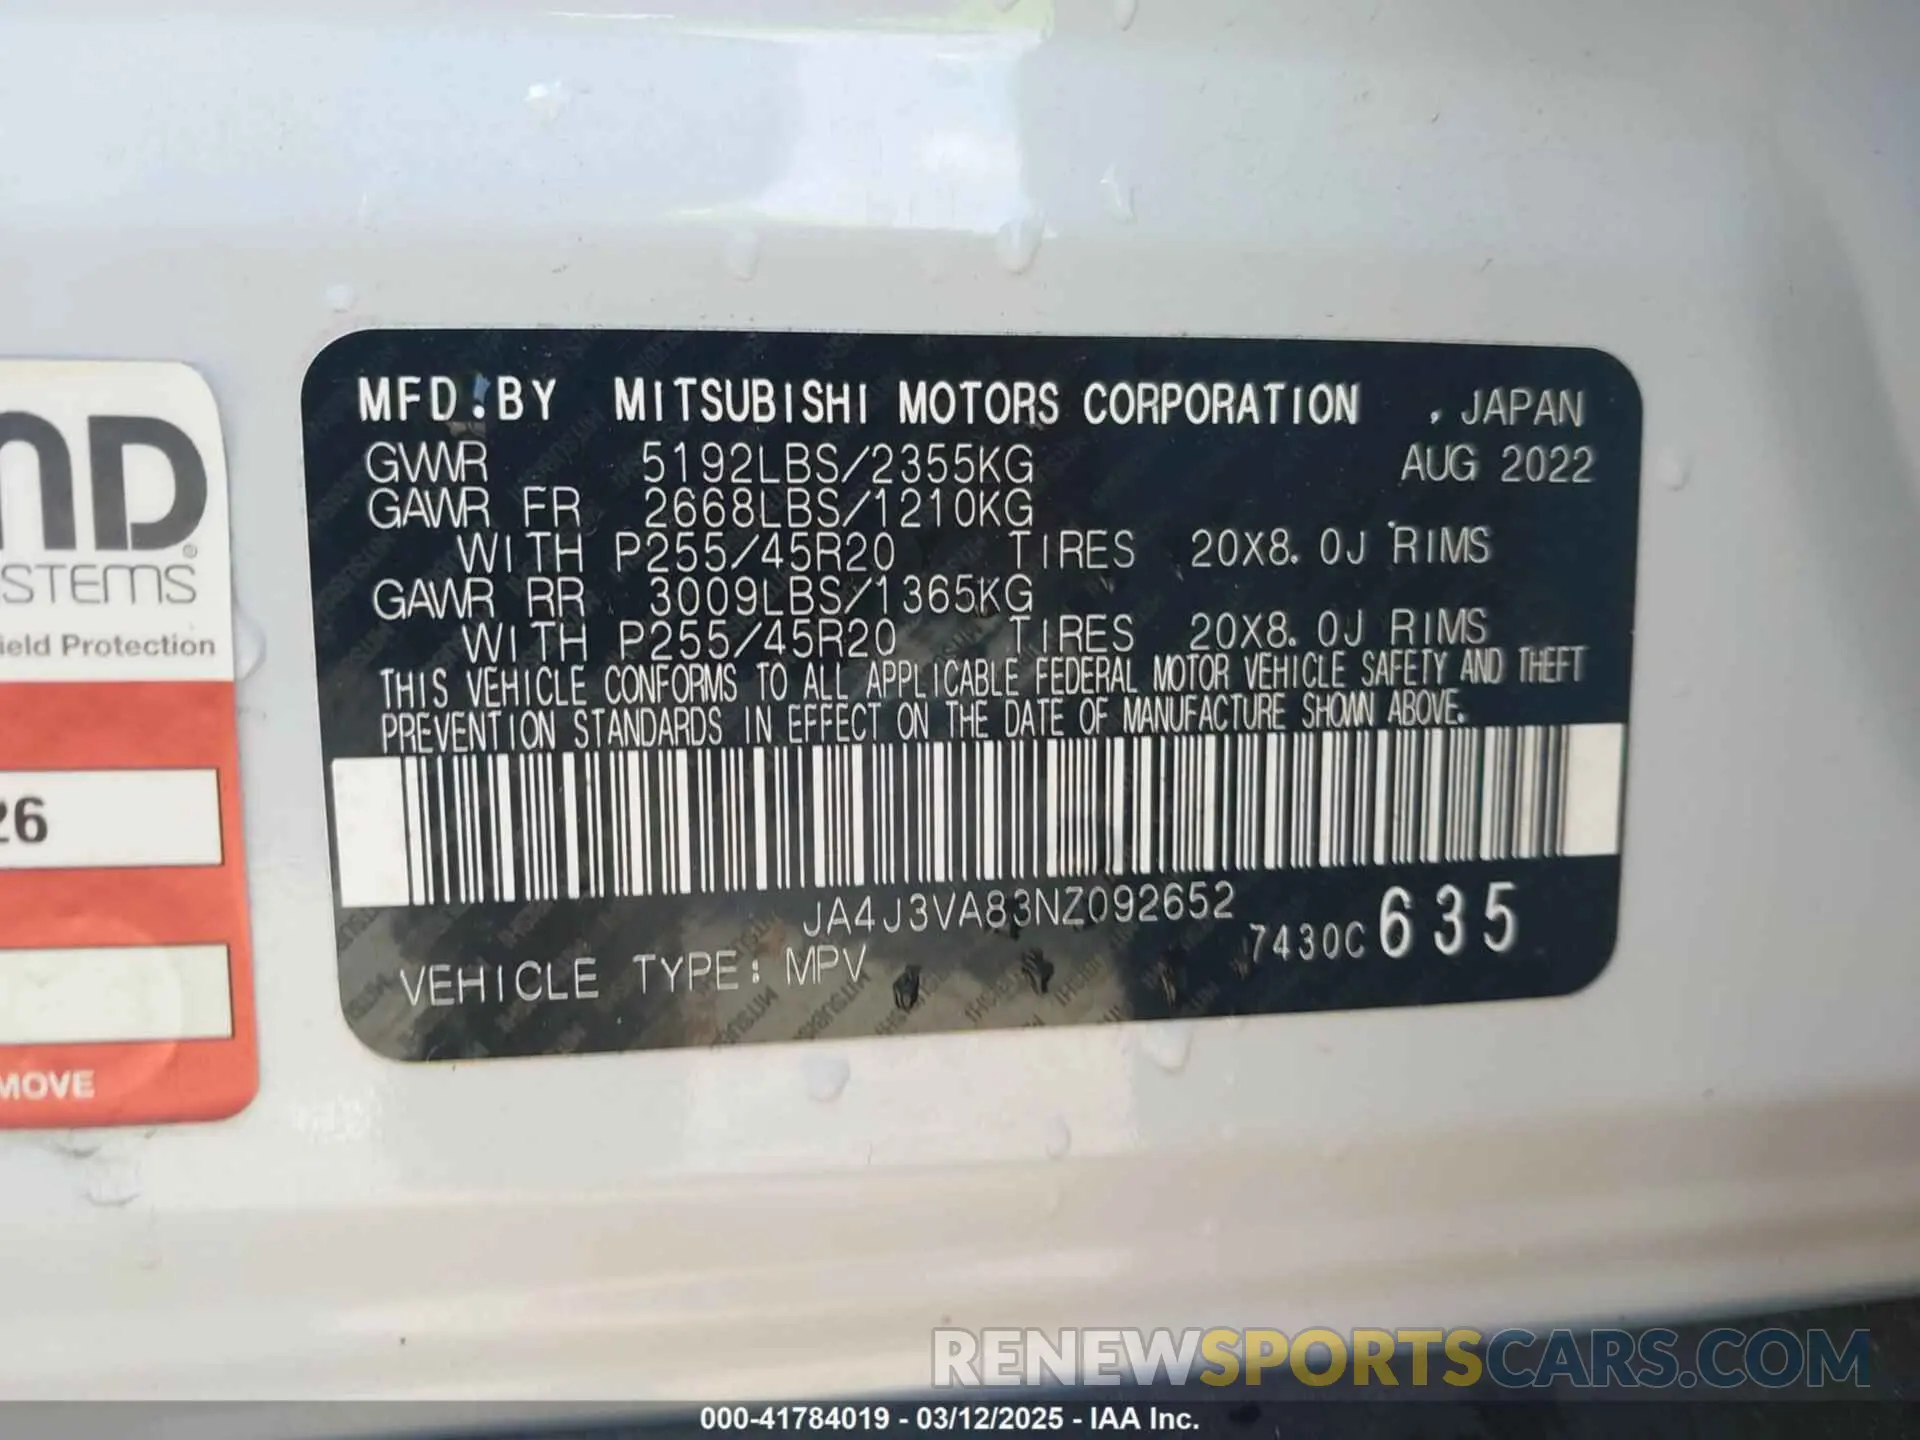 MFD.BY MITSUBISHI MOTORS CORPORATION , JAPAN
GVWR 5192LBS/2355KG AUG 2022
GAWR FR 2668LBS/1210KG
WITH P255/45R20 TIRES 20X8.0J RIMS
GAWR RR 3009LBS/1365KG
WITH P255/45R20 TIRES 20X8.0J RIMS
THIS VEHICLE CONFORMS TO ALL APPLICABLE FEDERAL MOTOR VEHICLE SAFETY AND THEFT
PREVENTION STANDARDS IN EFFECT ON THE DATE OF MANUFACTURE SHOWN ABOVE.
JA4J3VA83NZ092652
7430C 635
VEHICLE TYPE: MPV
ND
STEMS
ield Protection
26
MOVE
RENEWSPORTSCARS.COM
000-41784019 - 03/12/2025 - IAA Inc.